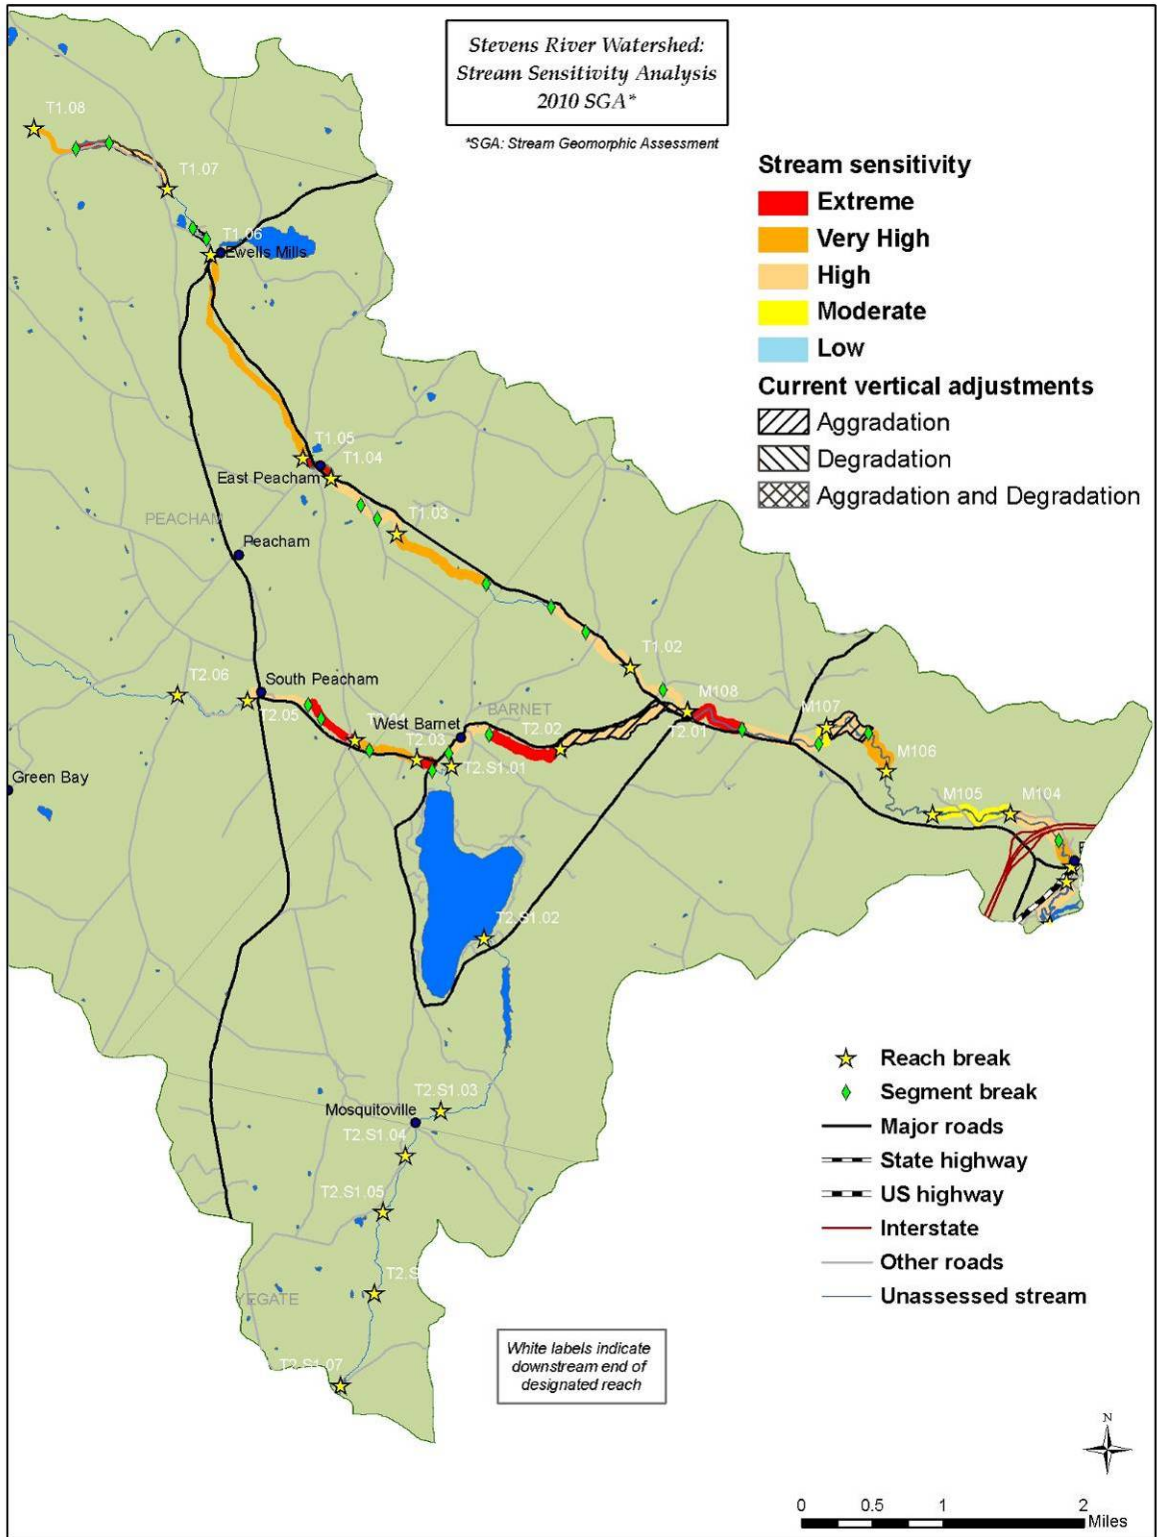 Stevens River Watershed:
Stream Sensitivity Analysis
2010 SGA*
*SGA: Stream Geomorphic Assessment
Stream sensitivity
Extreme
Very High
High
Moderate
Low
Current vertical adjustments
Aggradation
Degradation
Aggradation and Degradation
T1.08
T1.07
T1.06
Ewells Mills
T1.05
T1.04
East Peacham
T1.03
PEACHAM
Peacham
T1.02
T2.06
South Peacham
T2.05
West Barnet
BARNET
M108
T2.03
T2.02
T2.01
M107
T2.S1.01
M106
Green Bay
M105
M104
T2.S1.02
T2.S1.03
Mosquitoville
T2.S1.04
T2.S1.05
YEGATE
T2.S1.07
Reach break
Segment break
Major roads
State highway
US highway
Interstate
Other roads
Unassessed stream
White labels indicate
downstream end of
designated reach
N
0 0.5 1 2
Miles